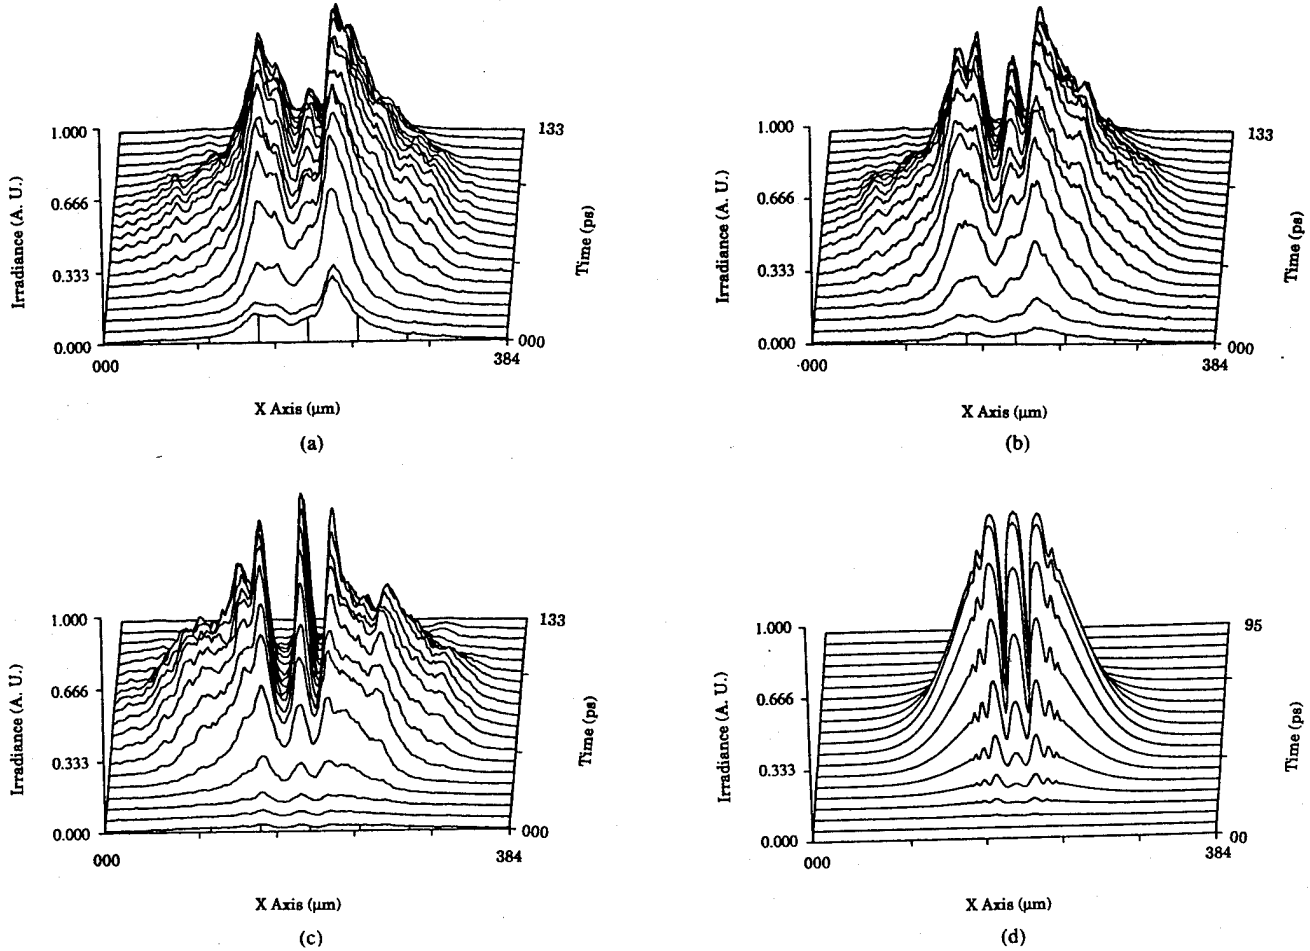 1.000
0.666
0.333
0.000
Irradiance (A. U.)
133
Time (ps)
000
000
384
X Axis (μm)
(a)
1.000
0.666
0.333
0.000
Irradiance (A. U.)
133
Time (ps)
000
·000
384
X Axis (μm)
(b)
1.000
0.666
0.333
0.000
Irradiance (A. U.)
133
Time (ps)
000
000
384
X Axis (μm)
(c)
1.000
0.666
0.333
0.000
Irradiance (A. U.)
95
Time (ps)
00
000
384
X Axis (μm)
(d)